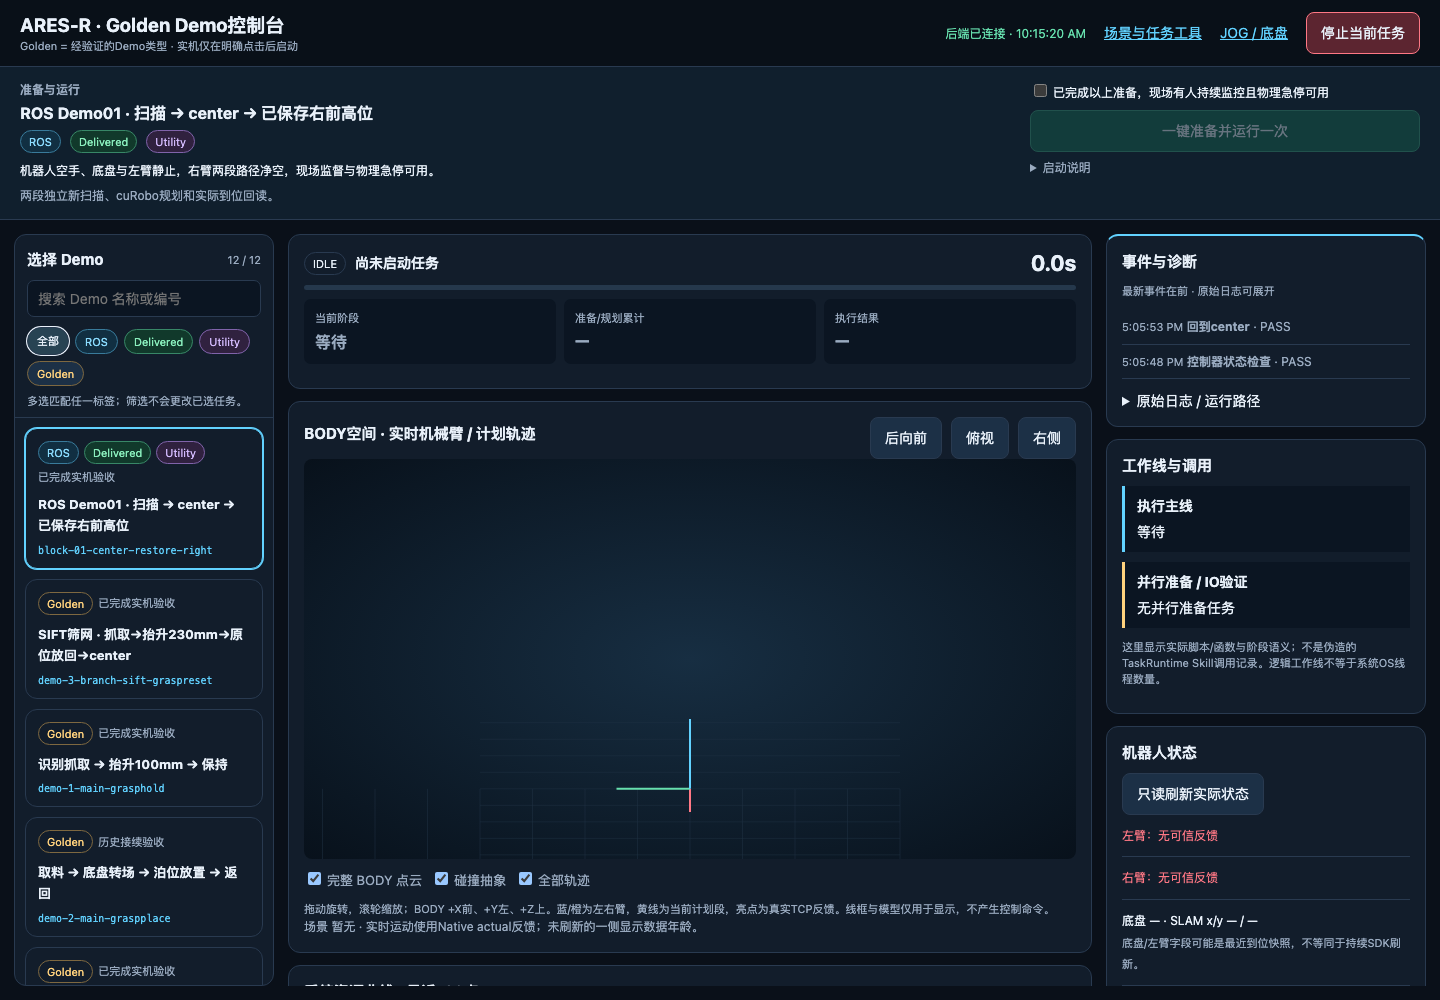 ARES-R · Golden Demo控制台
Golden = 经验证的Demo类型 · 实机仅在明确点击后启动
后端已连接 · 10:15:20 AM
场景与任务工具
JOG / 底盘
停止当前任务
准备与运行
ROS Demo01 · 扫描 → center → 已保存右前高位
ROS Delivered Utility
机器人空手、底盘与左臂静止，右臂两段路径净空，现场监督与物理急停可用。
两段独立新扫描、cuRobo规划和实际到位回读。
已完成以上准备，现场有人持续监控且物理急停可用
一键准备并运行一次
▶ 启动说明
选择 Demo
12 / 12
搜索 Demo 名称或编号
全部 ROS Delivered Utility
Golden
多选匹配任一标签；筛选不会更改已选任务。
ROS Delivered Utility
已完成实机验收
ROS Demo01 · 扫描 → center →
已保存右前高位
block-01-center-restore-right
Golden 已完成实机验收
SIFT筛网 · 抓取→抬升230mm→原
位放回→center
demo-3-branch-sift-graspreset
Golden 已完成实机验收
识别抓取 → 抬升100mm → 保持
demo-1-main-grasphold
Golden 历史接续验收
取料 → 底盘转场 → 泊位放置 → 返
回
demo-2-main-graspplace
Golden 已完成实机验收
IDLE 尚未启动任务
0.0s
当前阶段
等待
准备/规划累计
—
执行结果
—
BODY空间 · 实时机械臂 / 计划轨迹
后向前 俯视 右侧
完整 BODY 点云 碰撞抽象 全部轨迹
拖动旋转，滚轮缩放；BODY +X前、+Y左、+Z上。蓝/橙为左右臂，黄线为当前计划段，亮点为真实TCP反馈。线框与模型仅用于显示，不产生控制命令。
场景 暂无 · 实时运动使用Native actual反馈；未刷新的一侧显示数据年龄。
事件与诊断
最新事件在前 · 原始日志可展开
5:05:53 PM 回到center · PASS
5:05:48 PM 控制器状态检查 · PASS
▶ 原始日志 / 运行路径
工作线与调用
执行主线
等待
并行准备 / IO验证
无并行准备任务
这里显示实际脚本/函数与阶段语义；不是伪造的
TaskRuntime Skill调用记录。逻辑工作线不等于系统OS线
程数量。
机器人状态
只读刷新实际状态
左臂：无可信反馈
右臂：无可信反馈
底盘 — · SLAM x/y — / —
底盘/左臂字段可能是最近到位快照，不等同于持续SDK刷
新。